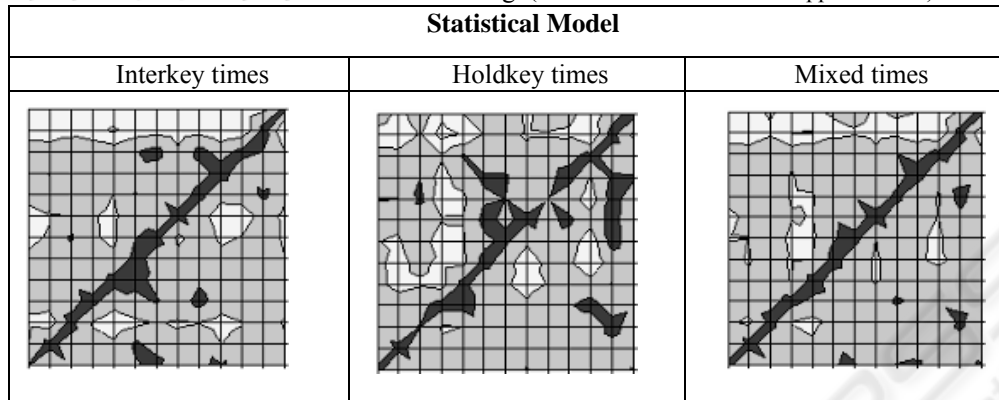 Statistical Model
Interkey times
Holdkey times
Mixed times